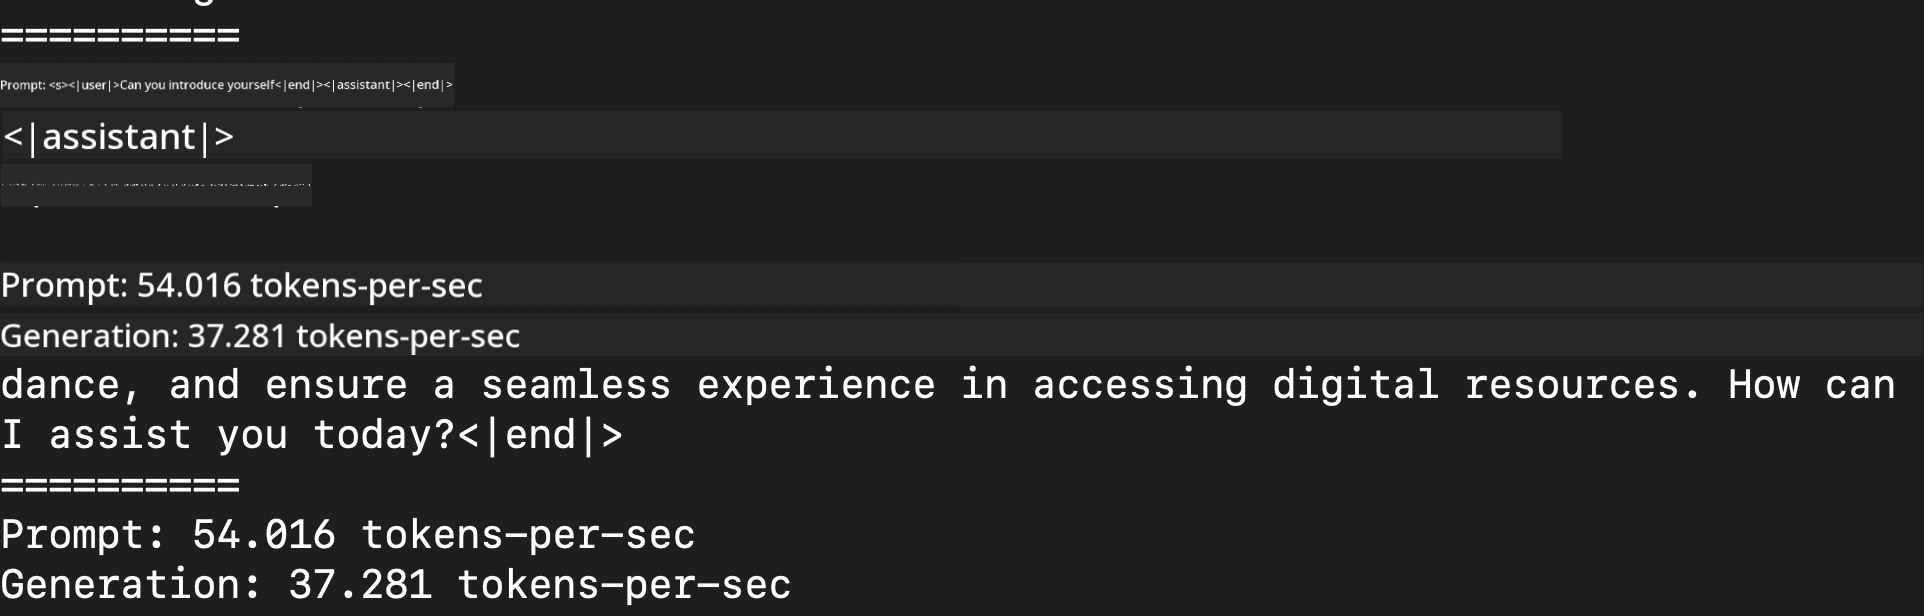 ==========
Prompt: <s><|user|>Can you introduce yourself<|end|><|assistant|><|end|>
<|assistant|>
Prompt: 54.016 tokens-per-sec
Generation: 37.281 tokens-per-sec
dance, and ensure a seamless experience in accessing digital resources. How can
I assist you today?<|end|>
==========
Prompt: 54.016 tokens-per-sec
Generation: 37.281 tokens-per-sec